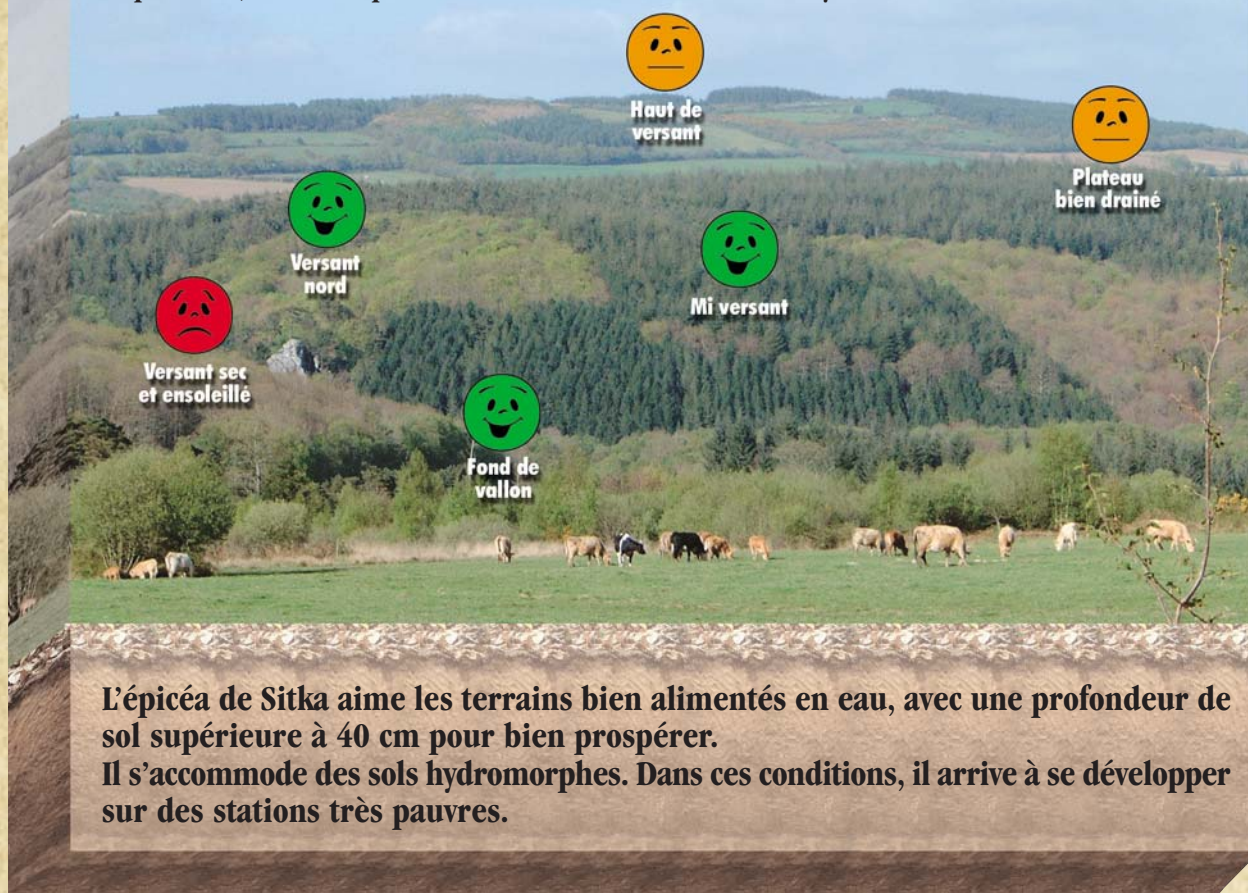 Haut de
versant
Plateau
bien drainé
Versant
nord
Mi versant
Versant sec
et ensoleillé
Fond de
vallon
L'épicéa de Sitka aime les terrains bien alimentés en eau, avec une profondeur de
sol supérieure à 40 cm pour bien prospérer.
Il s'accommode des sols hydromorphes. Dans ces conditions, il arrive à se développer
sur des stations très pauvres.